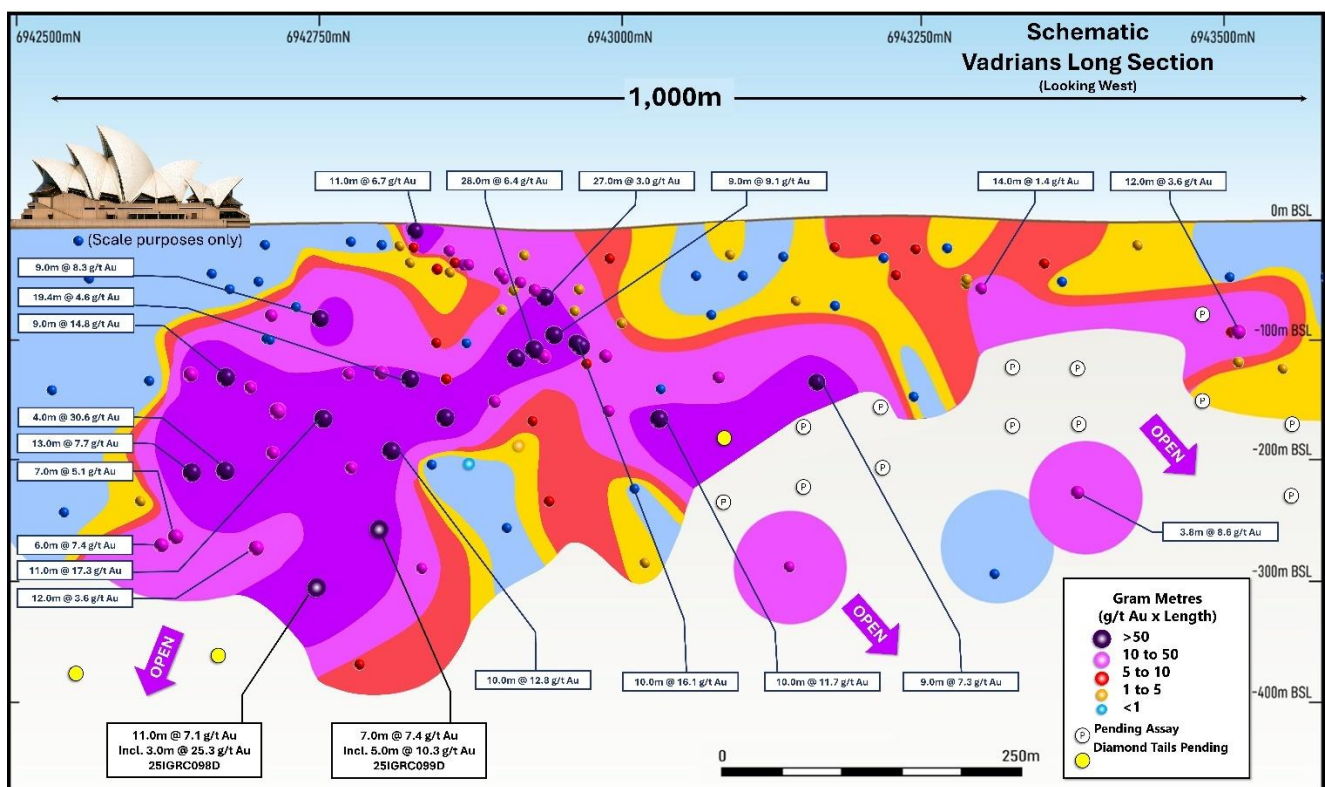 6942500mN
6942750mN
6943000mN
6943250mN
6943500mN
Schematic
Vadrians Long Section
(Looking West)
1,000m
(Scale purposes only)
11.0m @ 6.7 g/t Au
28.0m @ 6.4 g/t Au
27.0m @ 3.0 g/t Au
9.0m @ 9.1 g/t Au
14.0m @ 1.4 g/t Au
12.0m @ 3.6 g/t Au
0m BSL
-100m BSL
-200m BSL
-300m BSL
-400m BSL
9.0m @ 8.3 g/t Au
19.4m @ 4.6 g/t Au
9.0m @ 14.8 g/t Au
4.0m @ 30.6 g/t Au
13.0m @ 7.7 g/t Au
7.0m @ 5.1 g/t Au
6.0m @ 7.4 g/t Au
11.0m @ 17.3 g/t Au
12.0m @ 3.6 g/t Au
P
P
P
P
P
P
P
P
P
P
P
P
P
P
OPEN
OPEN
OPEN
3.8m @ 8.6 g/t Au
10.0m @ 12.8 g/t Au
10.0m @ 16.1 g/t Au
10.0m @ 11.7 g/t Au
9.0m @ 7.3 g/t Au
11.0m @ 7.1 g/t Au
Incl. 3.0m @ 25.3 g/t Au
25IGRC098D
7.0m @ 7.4 g/t Au
Incl. 5.0m @ 10.3 g/t Au
25IGRC099D
0
250m
Gram Metres
(g/t Au x Length)
>50
10 to 50
5 to 10
1 to 5
<1
P Pending Assay
Diamond Tails Pending